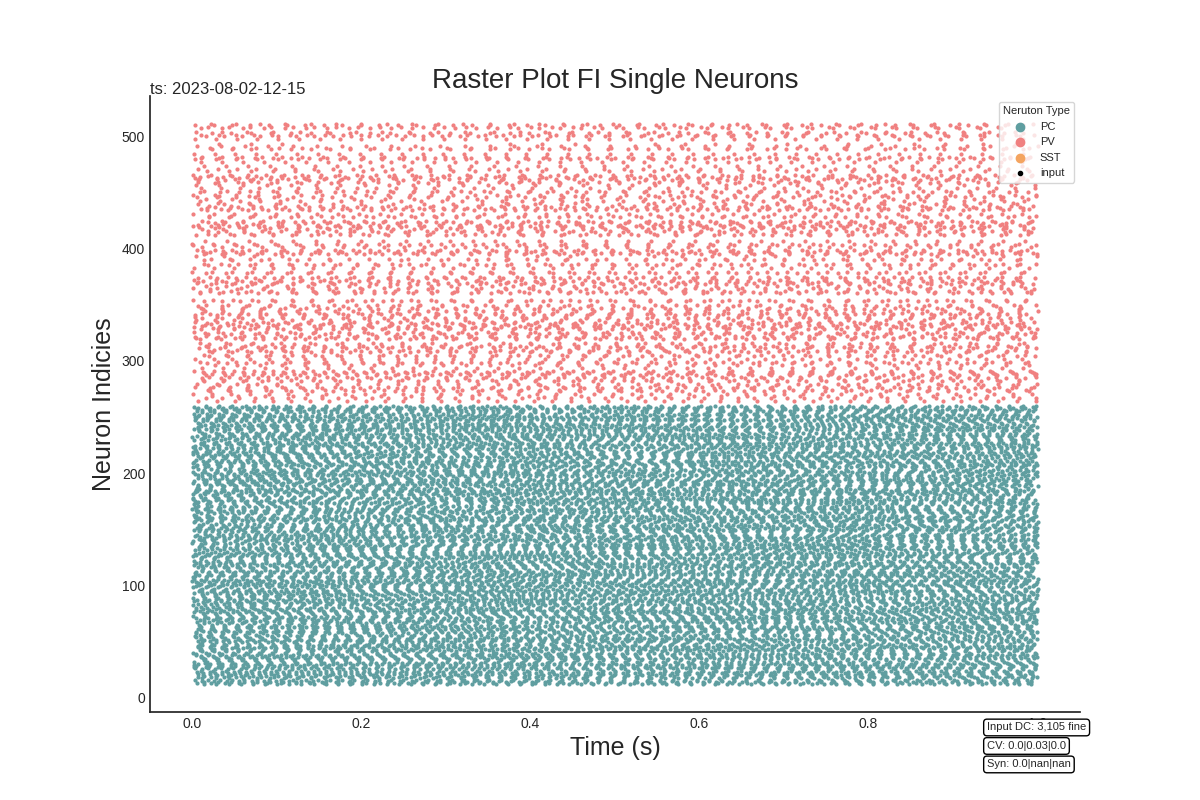 Raster Plot FI Single Neurons
ts: 2023-08-02-12-15
Neruton Type
PC
PV
SST
input
Neuron Indicies
500
400
300
200
100
0
0.0 0.2 0.4 0.6 0.8
Time (s)
Input DC: 3,105 fine
CV: 0.0|0.03|0.0
Syn: 0.0|nan|nan